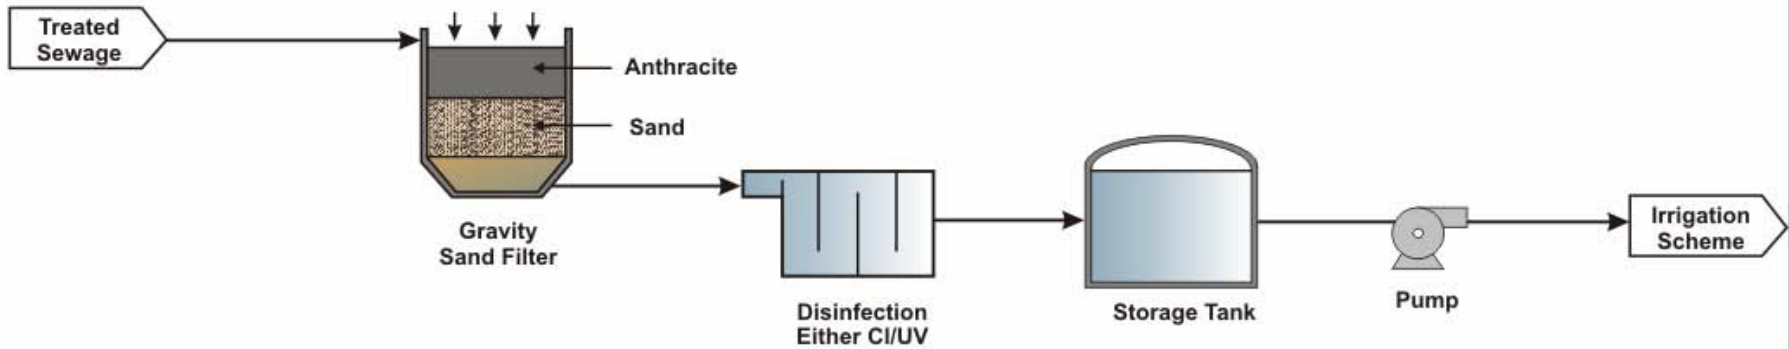 Treated
Sewage
Anthracite
Sand
Gravity
Sand Filter
Disinfection
Either Cl/UV
Storage Tank
Pump
Irrigation
Scheme